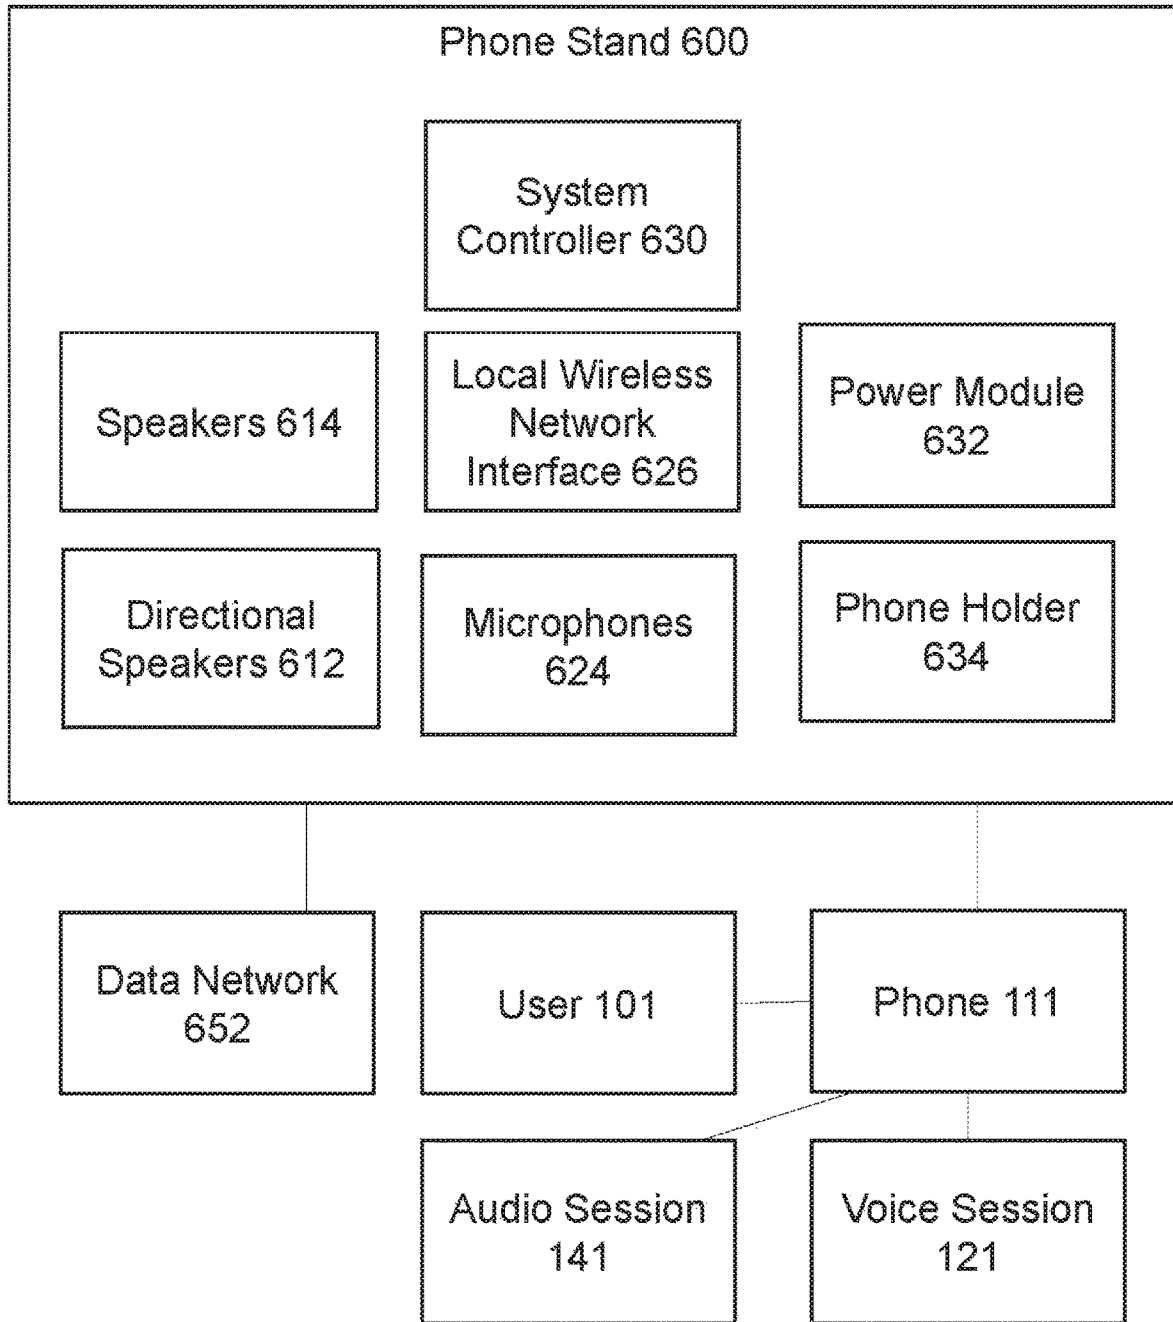 Phone Stand 600
System
Controller 630
Speakers 614
Local Wireless
Network
Interface 626
Power Module
632
Directional
Speakers 612
Microphones
624
Phone Holder
634
Data Network
652
User 101
Phone 111
Audio Session
141
Voice Session
121